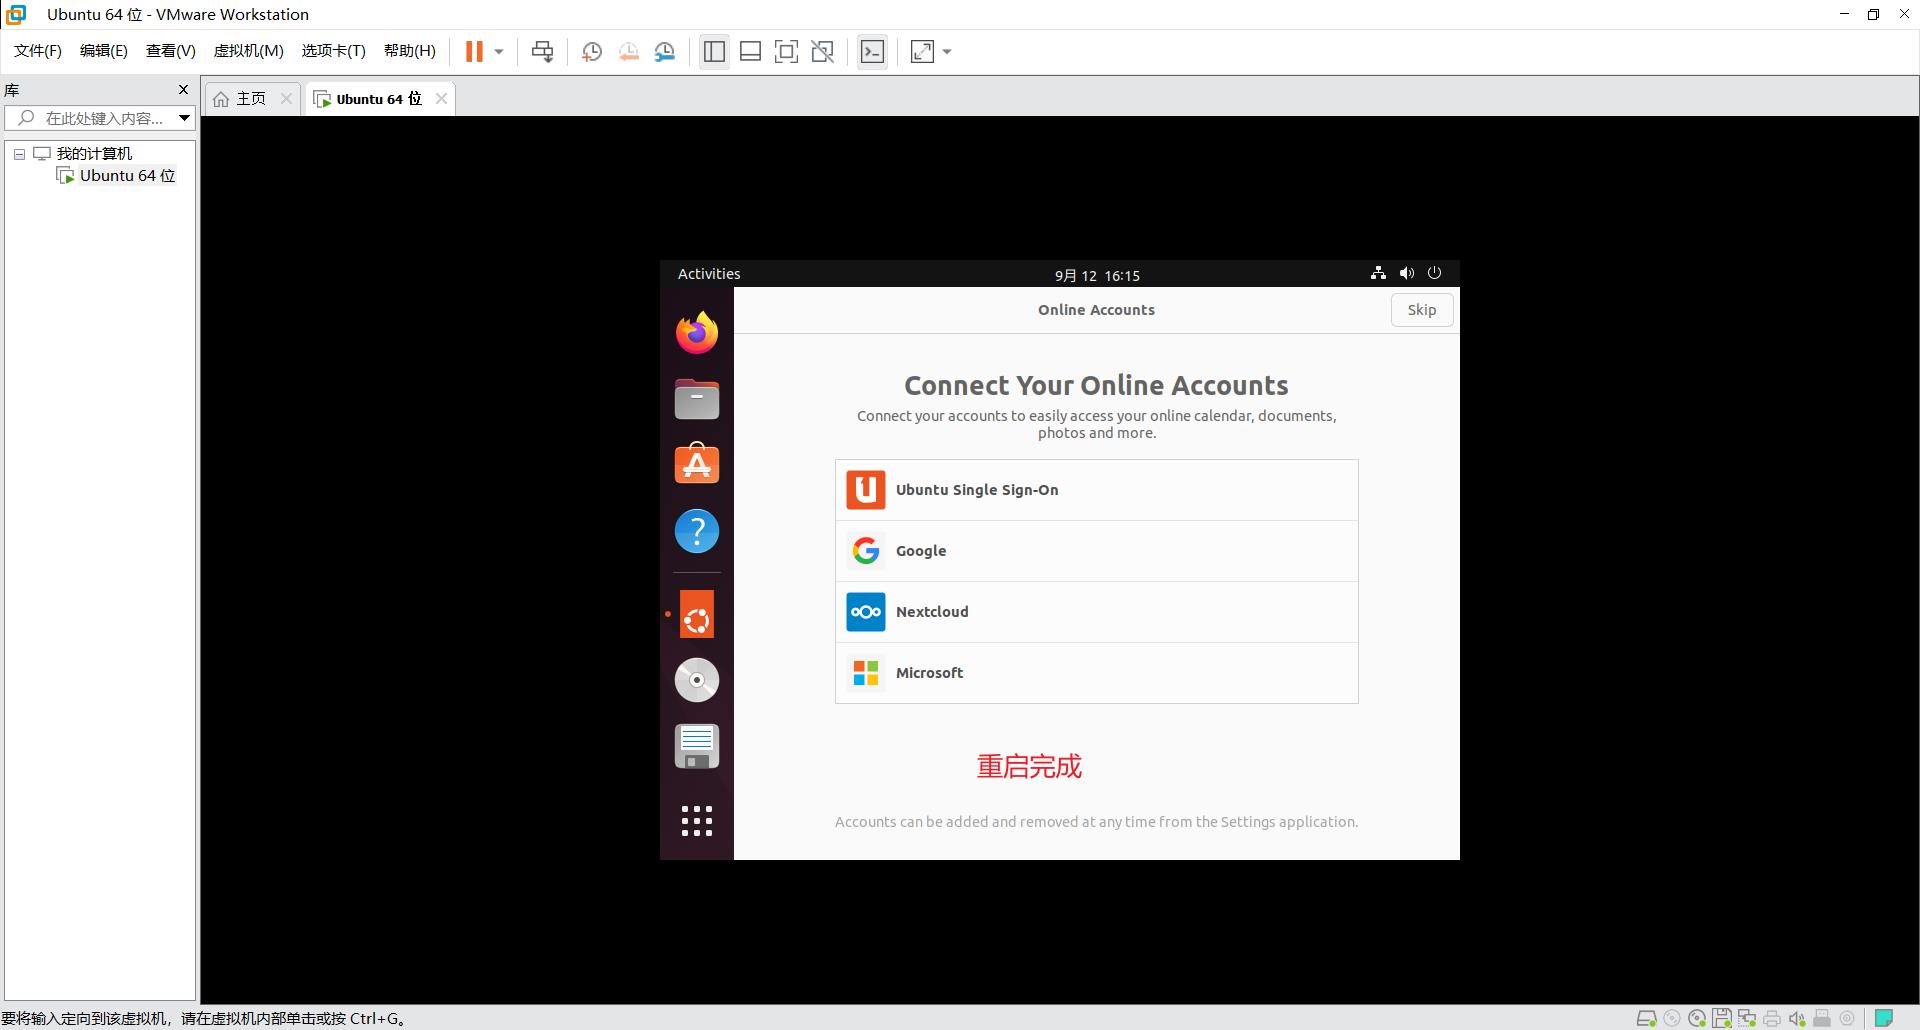 Ubuntu 64 位 - VMware Workstation
文件(F) 编辑(E) 查看(V) 虚拟机(M) 选项卡(T) 帮助(H)
库
主页
Ubuntu 64 位
在此处键入内容...
我的计算机
Ubuntu 64 位
Activities
9月 12 16:15
Online Accounts
Skip
Connect Your Online Accounts
Connect your accounts to easily access your online calendar, documents,
photos and more.
Ubuntu Single Sign-On
Google
Nextcloud
Microsoft
重启完成
Accounts can be added and removed at any time from the Settings application.
要将输入定向到该虚拟机，请在虚拟机内部单击或按 Ctrl+G。